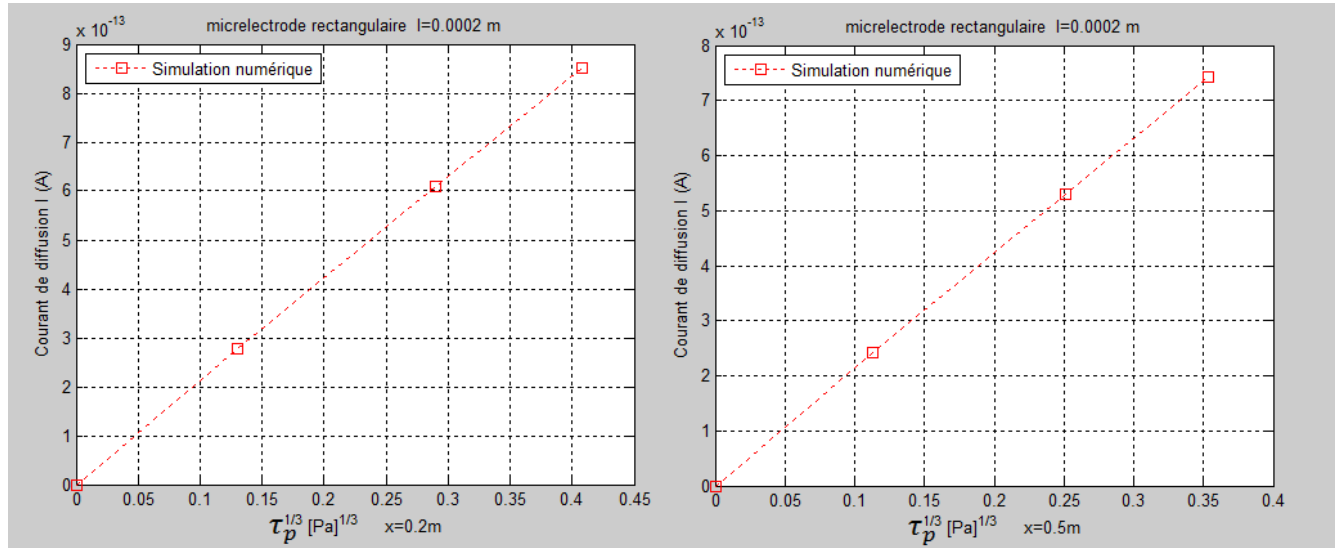 x 10^-13
micrelectrode rectangulaire l=0.0002 m
Simulation numérique
Courant de diffusion I (A)
9
8
7
6
5
4
3
2
1
0
0 0.05 0.1 0.15 0.2 0.25 0.3 0.35 0.4 0.45
τ_p^1/3 [Pa]^1/3 x=0.2m
x 10^-13
micrelectrode rectangulaire l=0.0002 m
Simulation numérique
Courant de diffusion I (A)
8
7
6
5
4
3
2
1
0
0 0.05 0.1 0.15 0.2 0.25 0.3 0.35 0.4
τ_p^1/3 [Pa]^1/3 x=0.5m